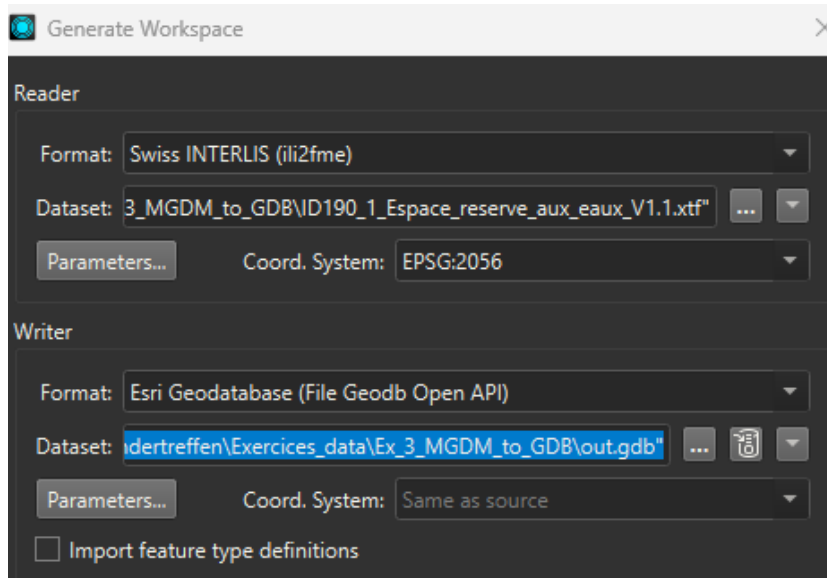 Generate Workspace
Reader
Format: Swiss INTERLIS (ili2fme)
Dataset: 3_MGDM_to_GDB\ID190_1_Espace_reserve_aux_eaux_V1.1.xtf" ...
Parameters... Coord. System: EPSG:2056
Writer
Format: Esri Geodatabase (File Geodb Open API)
Dataset: ndertreffen\Exercices_data\Ex_3_MGDM_to_GDB\out.gdb" ...
Parameters... Coord. System: Same as source
Import feature type definitions